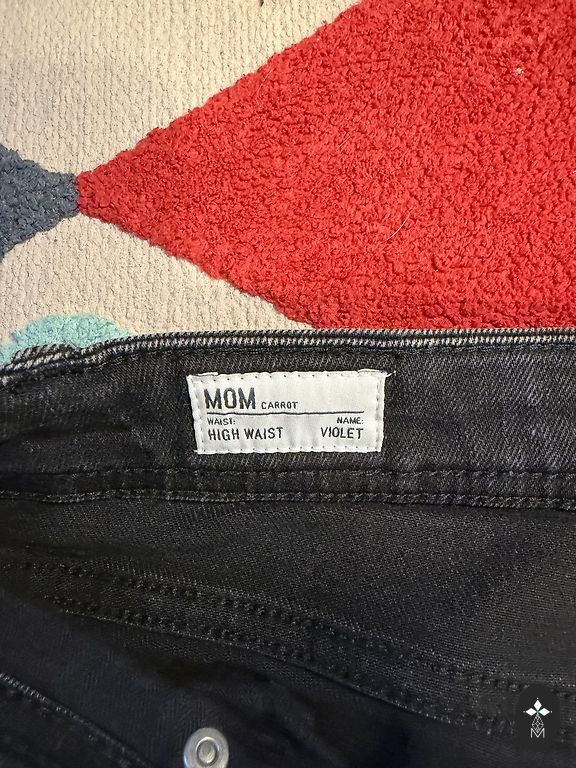 MOM CARROT
WAIST: NAME:
HIGH WAIST VIOLET
M